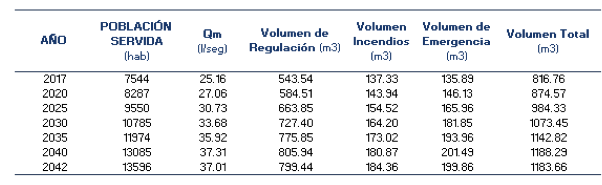 AÑO POBLACIÓN SERVIDA (hab) Qm (l/seg) Volumen de Regulación (m3) Volumen Incendios (m3) Volumen de Emergencia (m3) Volumen Total (m3)
2017 7544 25.16 543.54 137.33 135.89 816.76
2020 8287 27.06 584.51 143.94 146.13 874.57
2025 9550 30.73 663.85 154.52 165.96 984.33
2030 10785 33.68 727.40 164.20 181.85 1073.45
2035 11974 35.92 775.85 173.02 193.96 1142.82
2040 13085 37.31 805.94 180.87 201.49 1188.29
2042 13596 37.01 799.44 184.36 199.86 1183.66